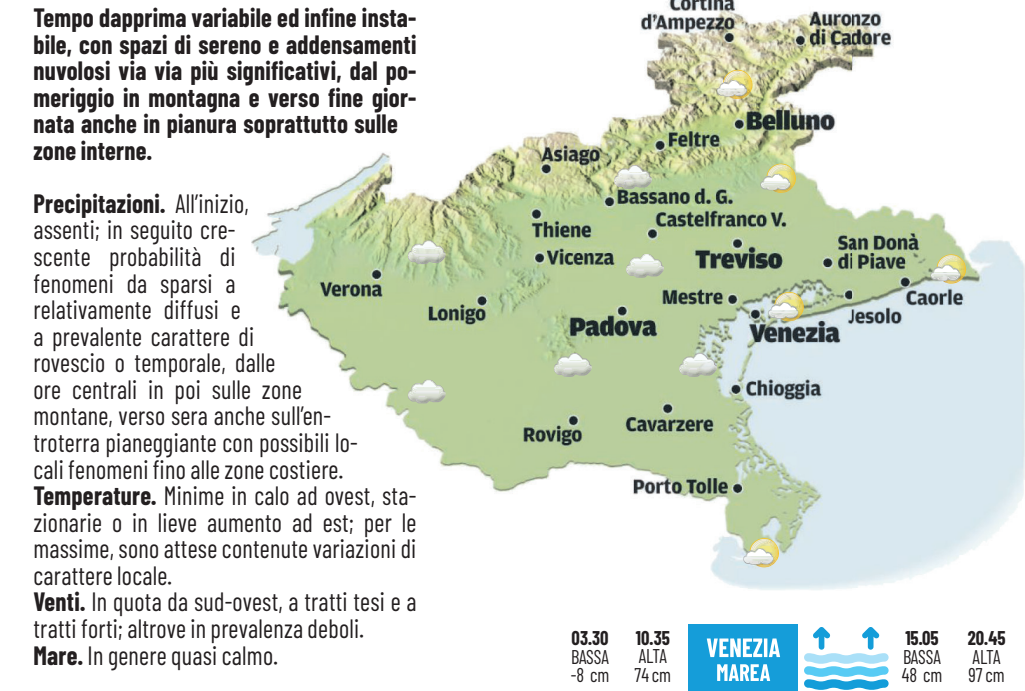 Tempo dapprima variabile ed infine insta-
bile, con spazi di sereno e addensamenti
nuvolosi via via più significativi, dal po-
meriggio in montagna e verso fine gior-
nata anche in pianura soprattutto sulle
zone interne.
Precipitazioni. All'inizio,
assenti; in seguito cre-
scente probabilità di
fenomeni da sparsi a
relativamente diffusi e
a prevalente carattere di
rovescio o temporale, dalle
ore centrali in poi sulle zone
montane, verso sera anche sull'en-
troterra pianeggiante con possibili lo-
cali fenomeni fino alle zone costiere.
Temperature. Minime in calo ad ovest, sta-
zionarie o in lieve aumento ad est; per le
massime, sono attese contenute variazioni di
carattere locale.
Venti. In quota da sud-ovest, a tratti tesi e a
tratti forti; altrove in prevalenza deboli.
Mare. In genere quasi calmo.
Cortina
d'Ampezzo
Auronzo
di Cadore
Belluno
Feltre
Asiago
Bassano d. G.
Castelfranco V.
Thiene
Vicenza
Treviso
San Donà
di Piave
Verona
Lonigo
Mestre
Caorle
Jesolo
Padova
Venezia
Chioggia
Cavarzere
Rovigo
Porto Tolle
03.30
BASSA
-8 cm
10.35
ALTA
74 cm
VENEZIA
MAREA
15.05
BASSA
48 cm
20.45
ALTA
97 cm